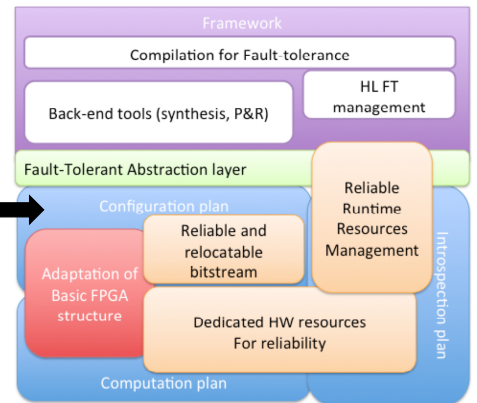 Framework
Compilation for Fault-tolerance
Back-end tools (synthesis, P&R)
HL FT
management
Fault-Tolerant Abstraction layer
Configuration plan
Reliable
Runtime
Resources
Management
Reliable and
relocatable
bitstream
Adaptation of
Basic FPGA
structure
Introspection plan
Dedicated HW resources
For reliability
Computation plan